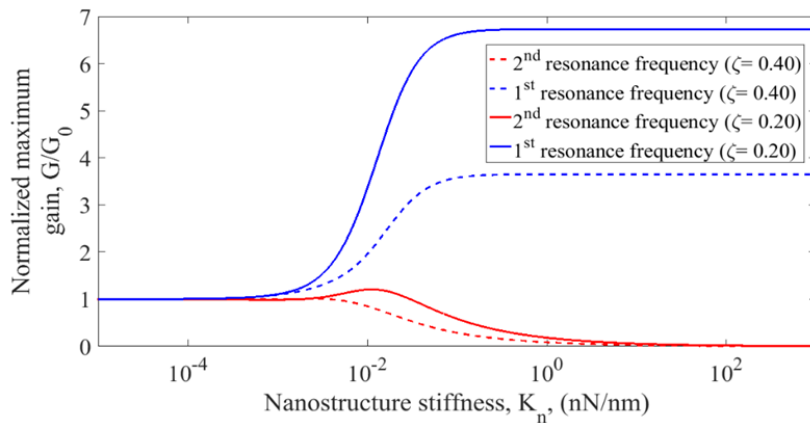 Normalized maximum
gain, G/G₀
7
6
5
4
3
2
1
0
2ⁿᵈ resonance frequency (ζ= 0.40)
1ˢᵗ resonance frequency (ζ= 0.40)
2ⁿᵈ resonance frequency (ζ= 0.20)
1ˢᵗ resonance frequency (ζ= 0.20)
10⁻⁴ 10⁻² 10⁰ 10²
Nanostructure stiffness, Kₙ, (nN/nm)